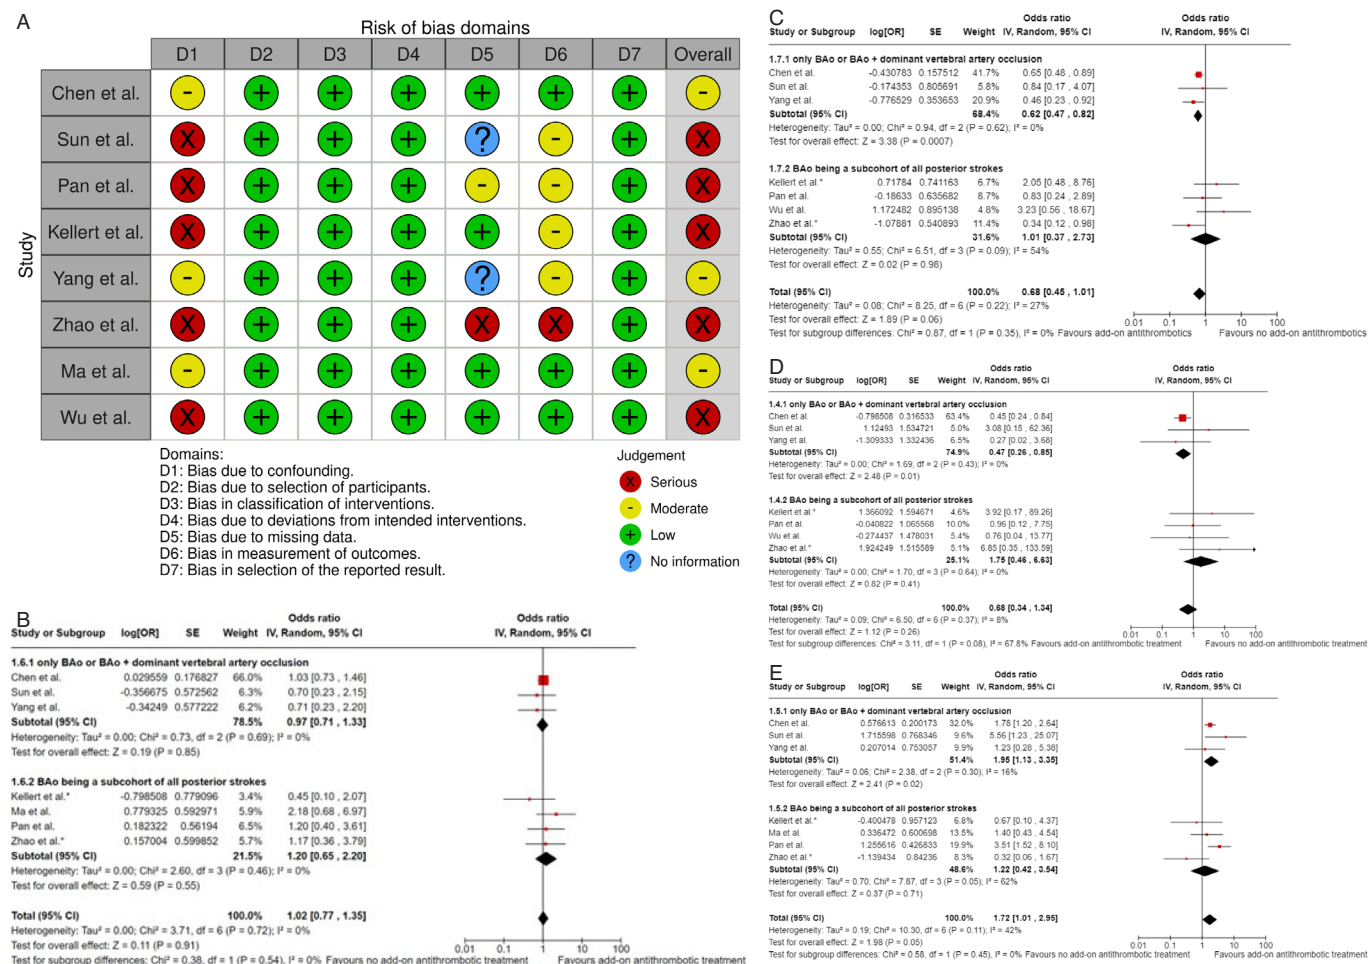 A
Risk of bias domains
D1 D2 D3 D4 D5 D6 D7 Overall
Study
Chen et al. - + + + + + + -
Sun et al. X + + + ? - + X
Pan et al. X + + + - - + X
Kellert et al. X + + + + - + X
Yang et al. - + + + ? - + -
Zhao et al. X + + + X X + X
Ma et al. - + + + + + + -
Wu et al. X + + + + + + X
Domains:
D1: Bias due to confounding.
D2: Bias due to selection of participants.
D3: Bias in classification of interventions.
D4: Bias due to deviations from intended interventions.
D5: Bias due to missing data.
D6: Bias in measurement of outcomes.
D7: Bias in selection of the reported result.
Judgement
X Serious
- Moderate
+ Low
? No information
B
Odds ratio Odds ratio
Study or Subgroup log[OR] SE Weight IV, Random, 95% CI IV, Random, 95% CI
1.6.1 only BAo or BAo + dominant vertebral artery occlusion
Chen et al. 0.029559 0.176827 66.0% 1.03 [0.73 , 1.46]
Sun et al. -0.356675 0.572562 6.3% 0.70 [0.23 , 2.15]
Yang et al. -0.34249 0.577222 6.2% 0.71 [0.23 , 2.20]
Subtotal (95% CI) 78.5% 0.97 [0.71 , 1.33]
Heterogeneity: Tau² = 0.00; Chi² = 0.73, df = 2 (P = 0.69); I² = 0%
Test for overall effect: Z = 0.19 (P = 0.85)
1.6.2 BAo being a subcohort of all posterior strokes
Kellert et al.* -0.798508 0.779096 3.4% 0.45 [0.10 , 2.07]
Ma et al. 0.779325 0.592971 5.9% 2.18 [0.68 , 6.97]
Pan et al. 0.182322 0.56194 6.5% 1.20 [0.40 , 3.61]
Zhao et al.* 0.157004 0.599852 5.7% 1.17 [0.36 , 3.79]
Subtotal (95% CI) 21.5% 1.20 [0.65 , 2.20]
Heterogeneity: Tau² = 0.00; Chi² = 2.60, df = 3 (P = 0.46); I² = 0%
Test for overall effect: Z = 0.59 (P = 0.55)
Total (95% CI) 100.0% 1.02 [0.77 , 1.35]
Heterogeneity: Tau² = 0.00; Chi² = 3.71, df = 6 (P = 0.72); I² = 0%
Test for overall effect: Z = 0.11 (P = 0.91)
0.01 0.1 1 10 100
Test for subgroup differences: Chi² = 0.38, df = 1 (P = 0.54), I² = 0% Favours no add-on antithrombotic treatment Favours add-on antithrombotic treatment
C
Odds ratio Odds ratio
Study or Subgroup log[OR] SE Weight IV, Random, 95% CI IV, Random, 95% CI
1.7.1 only BAo or BAo + dominant vertebral artery occlusion
Chen et al. -0.430783 0.157512 41.7% 0.65 [0.48 , 0.89]
Sun et al. -0.174353 0.805691 5.8% 0.84 [0.17 , 4.07]
Yang et al. -0.776529 0.353653 20.9% 0.46 [0.23 , 0.92]
Subtotal (95% CI) 68.4% 0.62 [0.47 , 0.82]
Heterogeneity: Tau² = 0.00; Chi² = 0.94, df = 2 (P = 0.62); I² = 0%
Test for overall effect: Z = 3.38 (P = 0.0007)
1.7.2 BAo being a subcohort of all posterior strokes
Kellert et al.* 0.71784 0.741163 6.7% 2.05 [0.48 , 8.76]
Pan et al. -0.18633 0.635682 8.7% 0.83 [0.24 , 2.89]
Wu et al. 1.172482 0.895138 4.8% 3.23 [0.56 , 18.67]
Zhao et al.* -1.07881 0.540893 11.4% 0.34 [0.12 , 0.98]
Subtotal (95% CI) 31.6% 1.01 [0.37 , 2.73]
Heterogeneity: Tau² = 0.55; Chi² = 6.51, df = 3 (P = 0.09); I² = 54%
Test for overall effect: Z = 0.02 (P = 0.98)
Total (95% CI) 100.0% 0.68 [0.45 , 1.01]
Heterogeneity: Tau² = 0.08; Chi² = 8.25, df = 6 (P = 0.22); I² = 27%
Test for overall effect: Z = 1.89 (P = 0.06)
0.01 0.1 1 10 100
Test for subgroup differences: Chi² = 0.87, df = 1 (P = 0.35), I² = 0% Favours add-on antithrombotics Favours no add-on antithrombotics
D
Odds ratio Odds ratio
Study or Subgroup log[OR] SE Weight IV, Random, 95% CI IV, Random, 95% CI
1.4.1 only BAo or BAo + dominant vertebral artery occlusion
Chen et al. -0.798508 0.316533 63.4% 0.45 [0.24 , 0.84]
Sun et al. 1.12493 1.534721 5.0% 3.08 [0.15 , 62.36]
Yang et al. -1.309333 1.332436 6.5% 0.27 [0.02 , 3.68]
Subtotal (95% CI) 74.9% 0.47 [0.26 , 0.85]
Heterogeneity: Tau² = 0.00; Chi² = 1.69, df = 2 (P = 0.43); I² = 0%
Test for overall effect: Z = 2.48 (P = 0.01)
1.4.2 BAo being a subcohort of all posterior strokes
Kellert et al.* 1.366092 1.594671 4.6% 3.92 [0.17 , 89.26]
Pan et al. -0.040822 1.065568 10.0% 0.96 [0.12 , 7.75]
Wu et al. -0.274437 1.478031 5.4% 0.76 [0.04 , 13.77]
Zhao et al.* 1.924249 1.515589 5.1% 6.85 [0.35 , 133.59]
Subtotal (95% CI) 25.1% 1.75 [0.46 , 6.63]
Heterogeneity: Tau² = 0.00; Chi² = 1.70, df = 3 (P = 0.64); I² = 0%
Test for overall effect: Z = 0.82 (P = 0.41)
Total (95% CI) 100.0% 0.68 [0.34 , 1.34]
Heterogeneity: Tau² = 0.09; Chi² = 6.50, df = 6 (P = 0.37); I² = 8%
Test for overall effect: Z = 1.12 (P = 0.26)
0.01 0.1 1 10 100
Test for subgroup differences: Chi² = 3.11, df = 1 (P = 0.08), I² = 67.8% Favours add-on antithrombotic treatment Favours no add-on antithrombotic treatment
E
Odds ratio Odds ratio
Study or Subgroup log[OR] SE Weight IV, Random, 95% CI IV, Random, 95% CI
1.5.1 only BAo or BAo + dominant vertebral artery occlusion
Chen et al. 0.576613 0.200173 32.0% 1.78 [1.20 , 2.64]
Sun et al. 1.715598 0.768346 9.6% 5.56 [1.23 , 25.07]
Yang et al. 0.207014 0.753057 9.9% 1.23 [0.28 , 5.38]
Subtotal (95% CI) 51.4% 1.95 [1.13 , 3.35]
Heterogeneity: Tau² = 0.06; Chi² = 2.38, df = 2 (P = 0.30); I² = 16%
Test for overall effect: Z = 2.41 (P = 0.02)
1.5.2 BAo being a subcohort of all posterior strokes
Kellert et al.* -0.400478 0.957123 6.8% 0.67 [0.10 , 4.37]
Ma et al. 0.336472 0.600698 13.5% 1.40 [0.43 , 4.54]
Pan et al. 1.255616 0.426833 19.9% 3.51 [1.52 , 8.10]
Zhao et al.* -1.139434 0.84236 8.3% 0.32 [0.06 , 1.67]
Subtotal (95% CI) 48.6% 1.22 [0.42 , 3.54]
Heterogeneity: Tau² = 0.70; Chi² = 7.87, df = 3 (P = 0.05); I² = 62%
Test for overall effect: Z = 0.37 (P = 0.71)
Total (95% CI) 100.0% 1.72 [1.01 , 2.95]
Heterogeneity: Tau² = 0.19; Chi² = 10.30, df = 6 (P = 0.11); I² = 42%
Test for overall effect: Z = 1.98 (P = 0.05)
0.01 0.1 1 10 100
Test for subgroup differences: Chi² = 0.58, df = 1 (P = 0.45), I² = 0% Favours no add-on antithrombotic treatment Favours add-on antithrombotic treatment